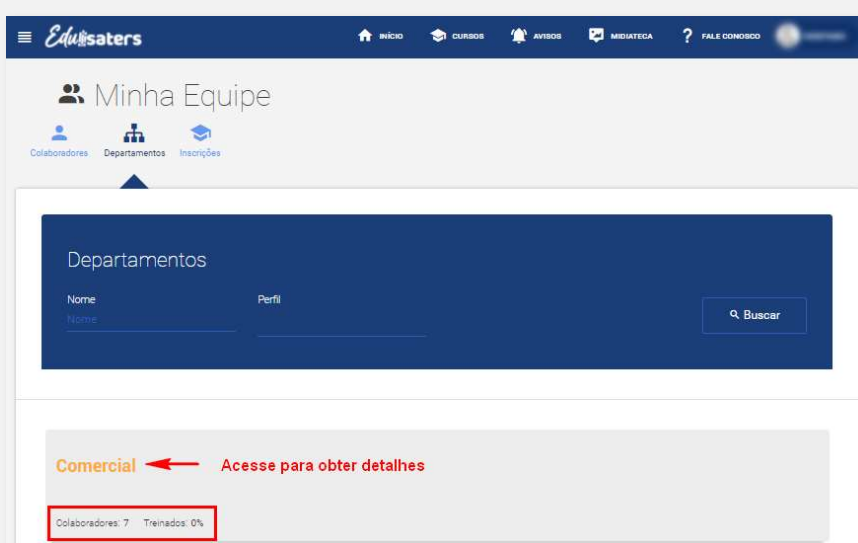 Edusaters
INÍCIO CURSOS AVISOS MIDIATECA ? FALE CONOSCO
Minha Equipe
Colaboradores Departamentos Inscrições
Departamentos
Nome Perfil
Nome
Buscar
Comercial Acesse para obter detalhes
Colaboradores: 7 Treinados: 0%